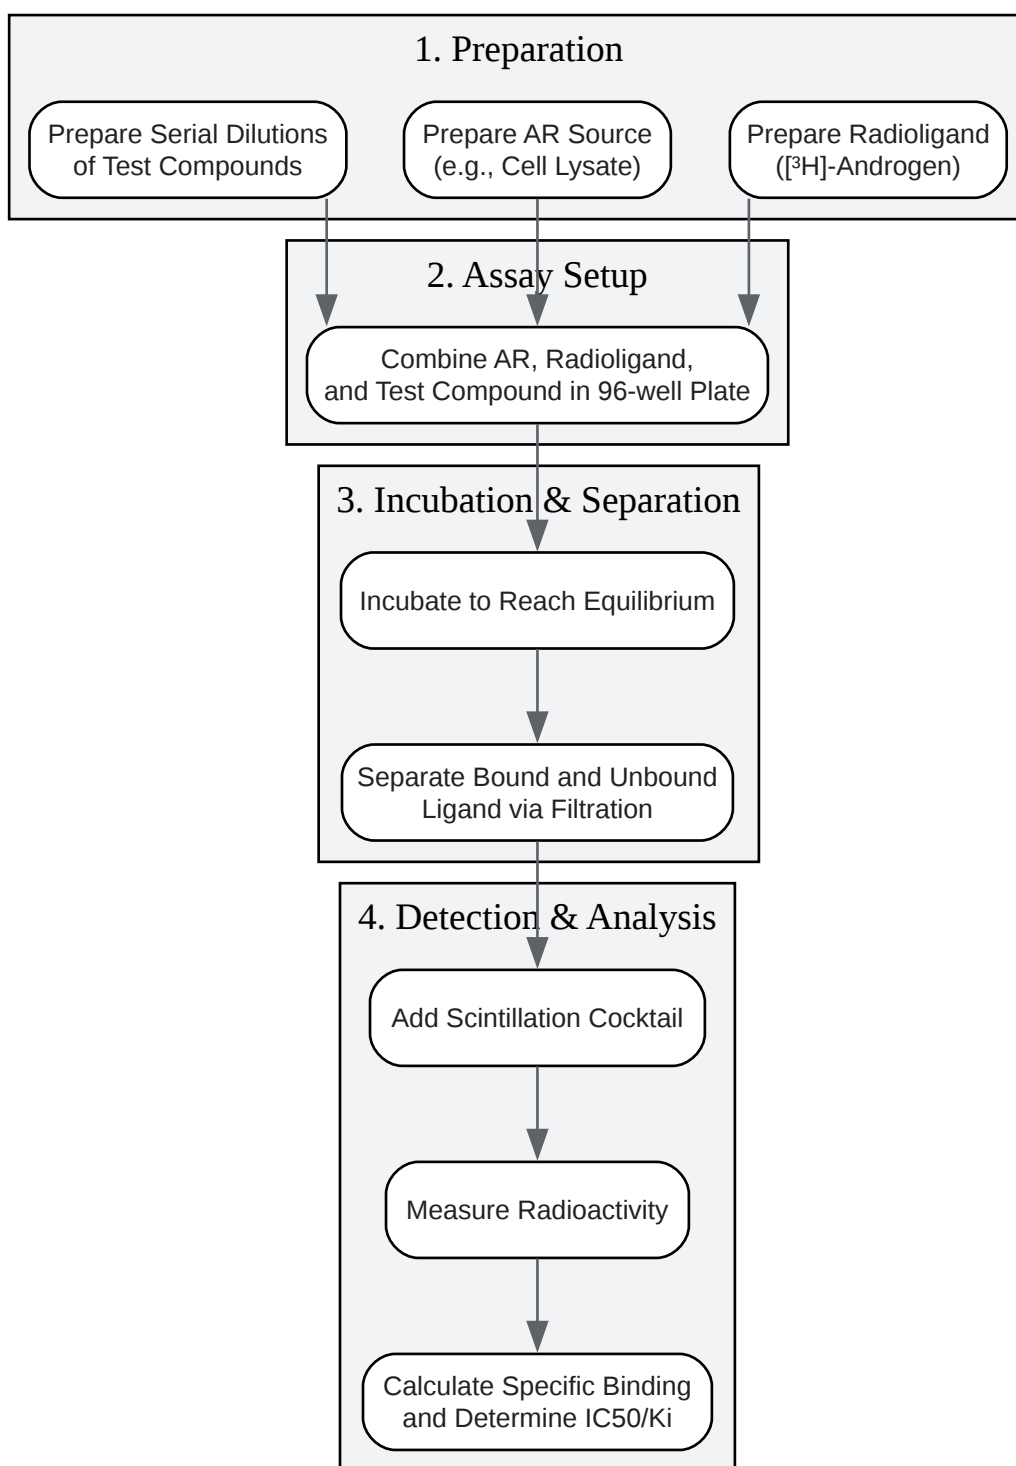 1. Preparation
Prepare Serial Dilutions
of Test Compounds
Prepare AR Source
(e.g., Cell Lysate)
Prepare Radioligand
([³H]-Androgen)
2. Assay Setup
Combine AR, Radioligand,
and Test Compound in 96-well Plate
3. Incubation & Separation
Incubate to Reach Equilibrium
Separate Bound and Unbound
Ligand via Filtration
4. Detection & Analysis
Add Scintillation Cocktail
Measure Radioactivity
Calculate Specific Binding
and Determine IC50/Ki